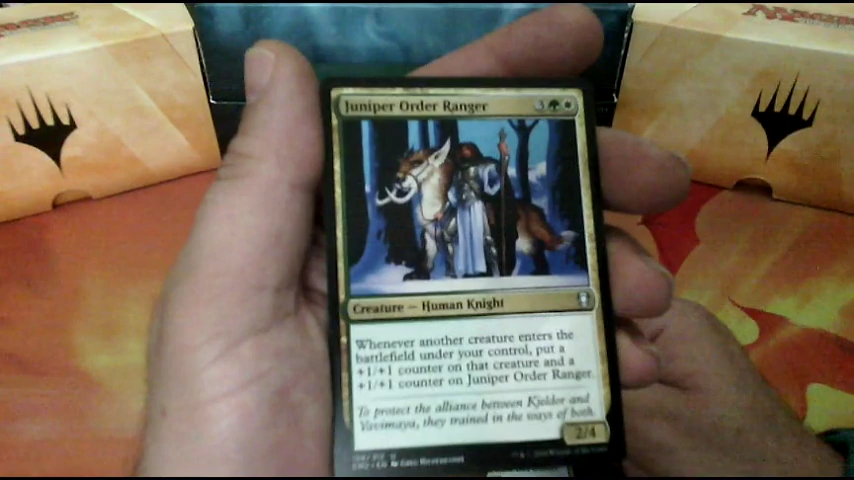 Juniper Order Ranger 3
Creature — Human Knight
Whenever another creature enters the
battlefield under your control, put a
+1/+1 counter on that creature and a
+1/+1 counter on Juniper Order Ranger.
To protect the alliance between Kjeldor and
Yavimaya, they trained in the ways of both.
2/4